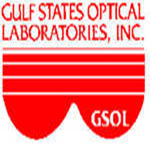 GULF STATES OPTICAL
LABORATORIES, INC.
GSOL